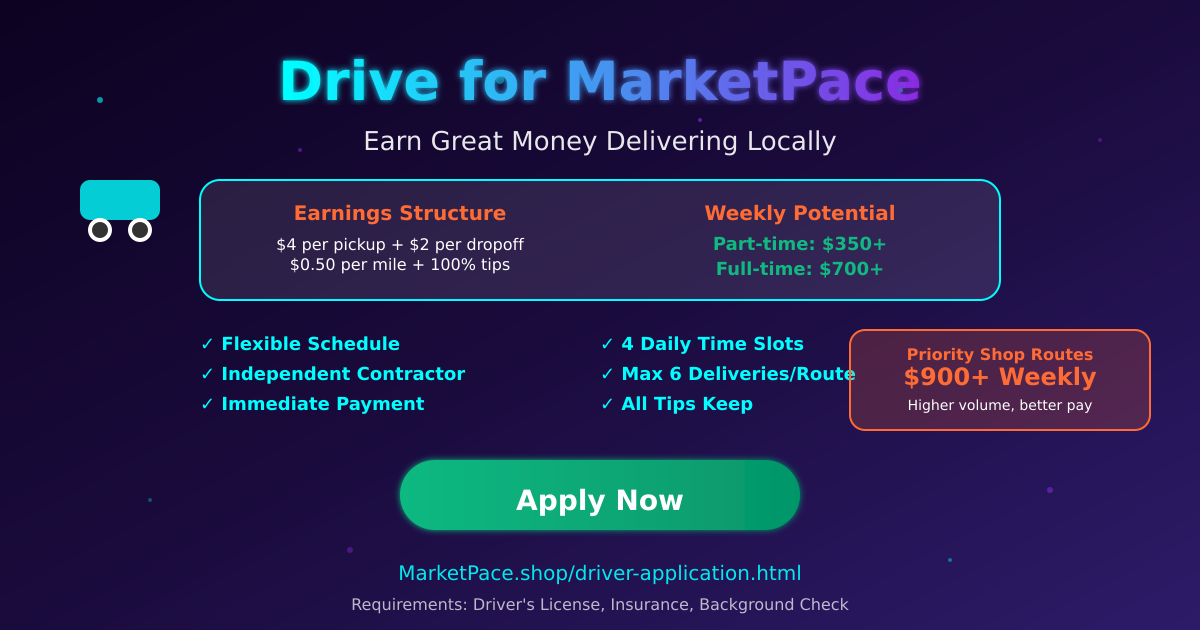 Drive for MarketPace
Earn Great Money Delivering Locally
Earnings Structure
$4 per pickup + $2 per dropoff
$0.50 per mile + 100% tips
Weekly Potential
Part-time: $350+
Full-time: $700+
✓ Flexible Schedule
✓ Independent Contractor
✓ Immediate Payment
✓ 4 Daily Time Slots
✓ Max 6 Deliveries/Route
✓ All Tips Keep
Priority Shop Routes
$900+ Weekly
Higher volume, better pay
Apply Now
MarketPace.shop/driver-application.html
Requirements: Driver's License, Insurance, Background Check